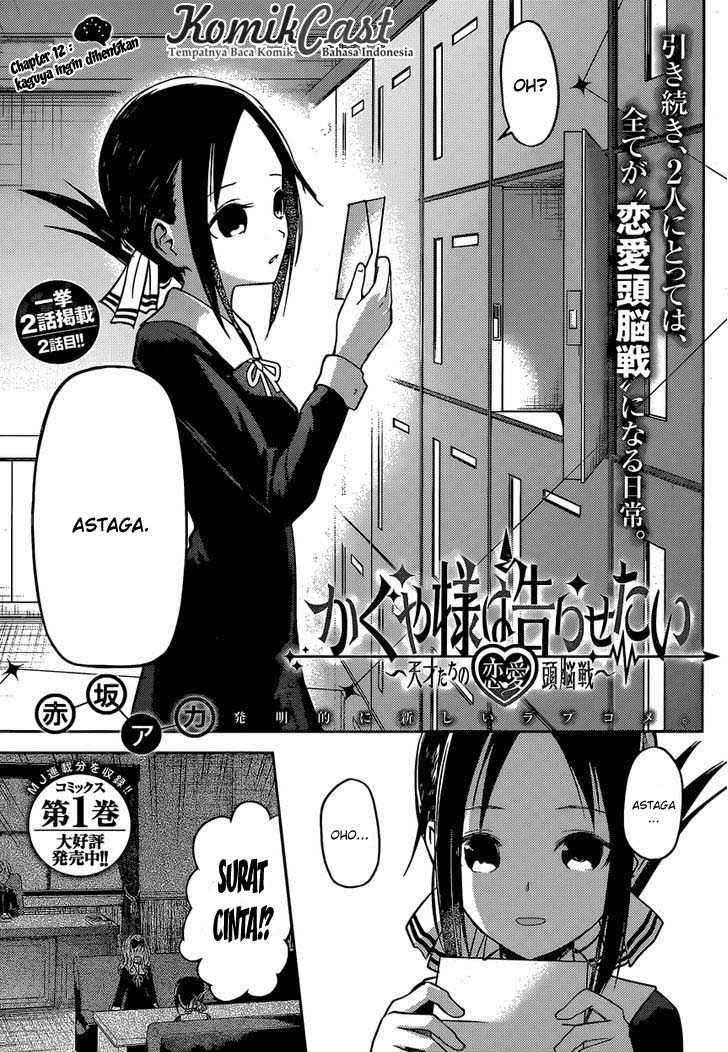 KomikCast
Tempatnya Baca Komik Bahasa Indonesia
Chapter 12 :
kaguya ingin dihentikan
OH?
引き続き、2人にとっては、
全てが“恋愛頭脳戦”になる日常。
一挙
2話掲載
2話目!!
ASTAGA.
かぐや様は告らせたい
～天才たちの恋愛頭脳戦～
赤坂アカ
発明的に新しいラブコメ。
ASTAGA
...
OHO...
MJ連載分を収録!!
コミックス
第1巻
大好評
発売中!!
SURAT
CINTA!?